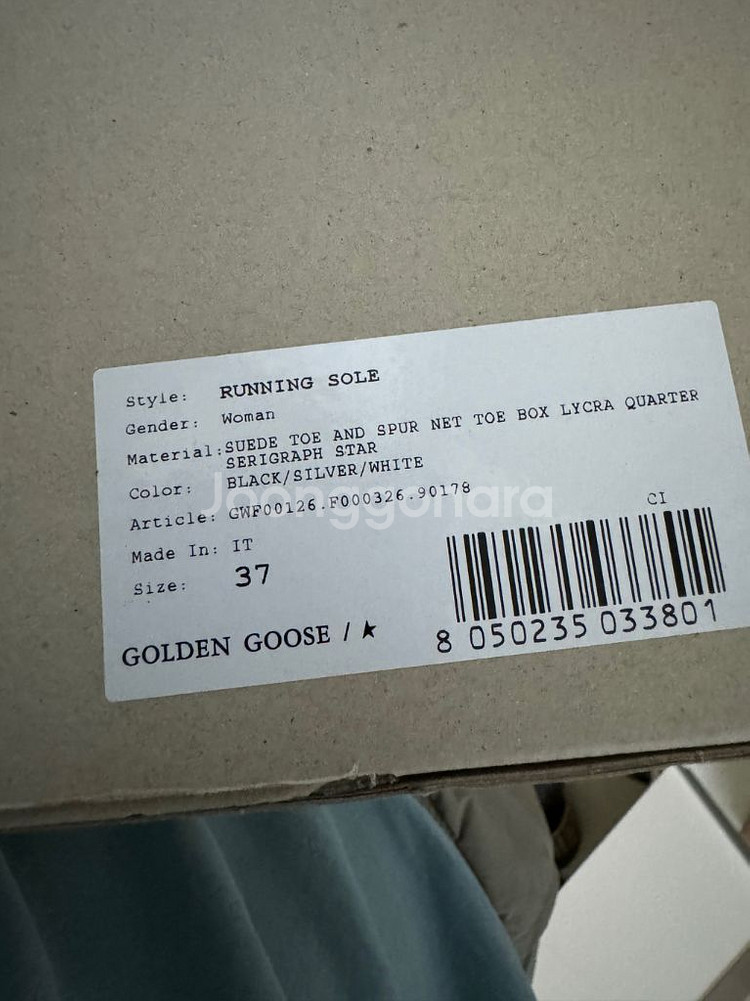 Style: RUNNING SOLE
Gender: Woman
Material: SUEDE TOE AND SPUR NET TOE BOX LYCRA QUARTER
SERIGRAPH STAR
Color: BLACK/SILVER/WHITE
Joonggonara
Article: GWF00126.F000326.90178
CI
Made In: IT
Size: 37
GOLDEN GOOSE / ★
8 050235 033801